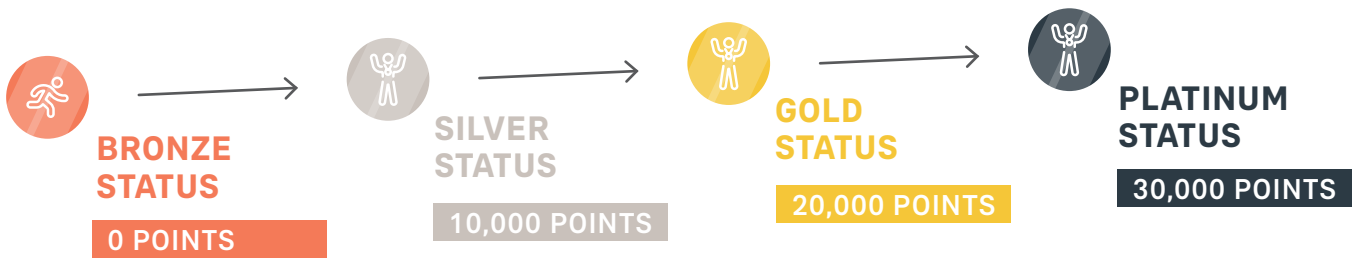 BRONZE
STATUS
0 POINTS
SILVER
STATUS
10,000 POINTS
GOLD
STATUS
20,000 POINTS
PLATINUM
STATUS
30,000 POINTS